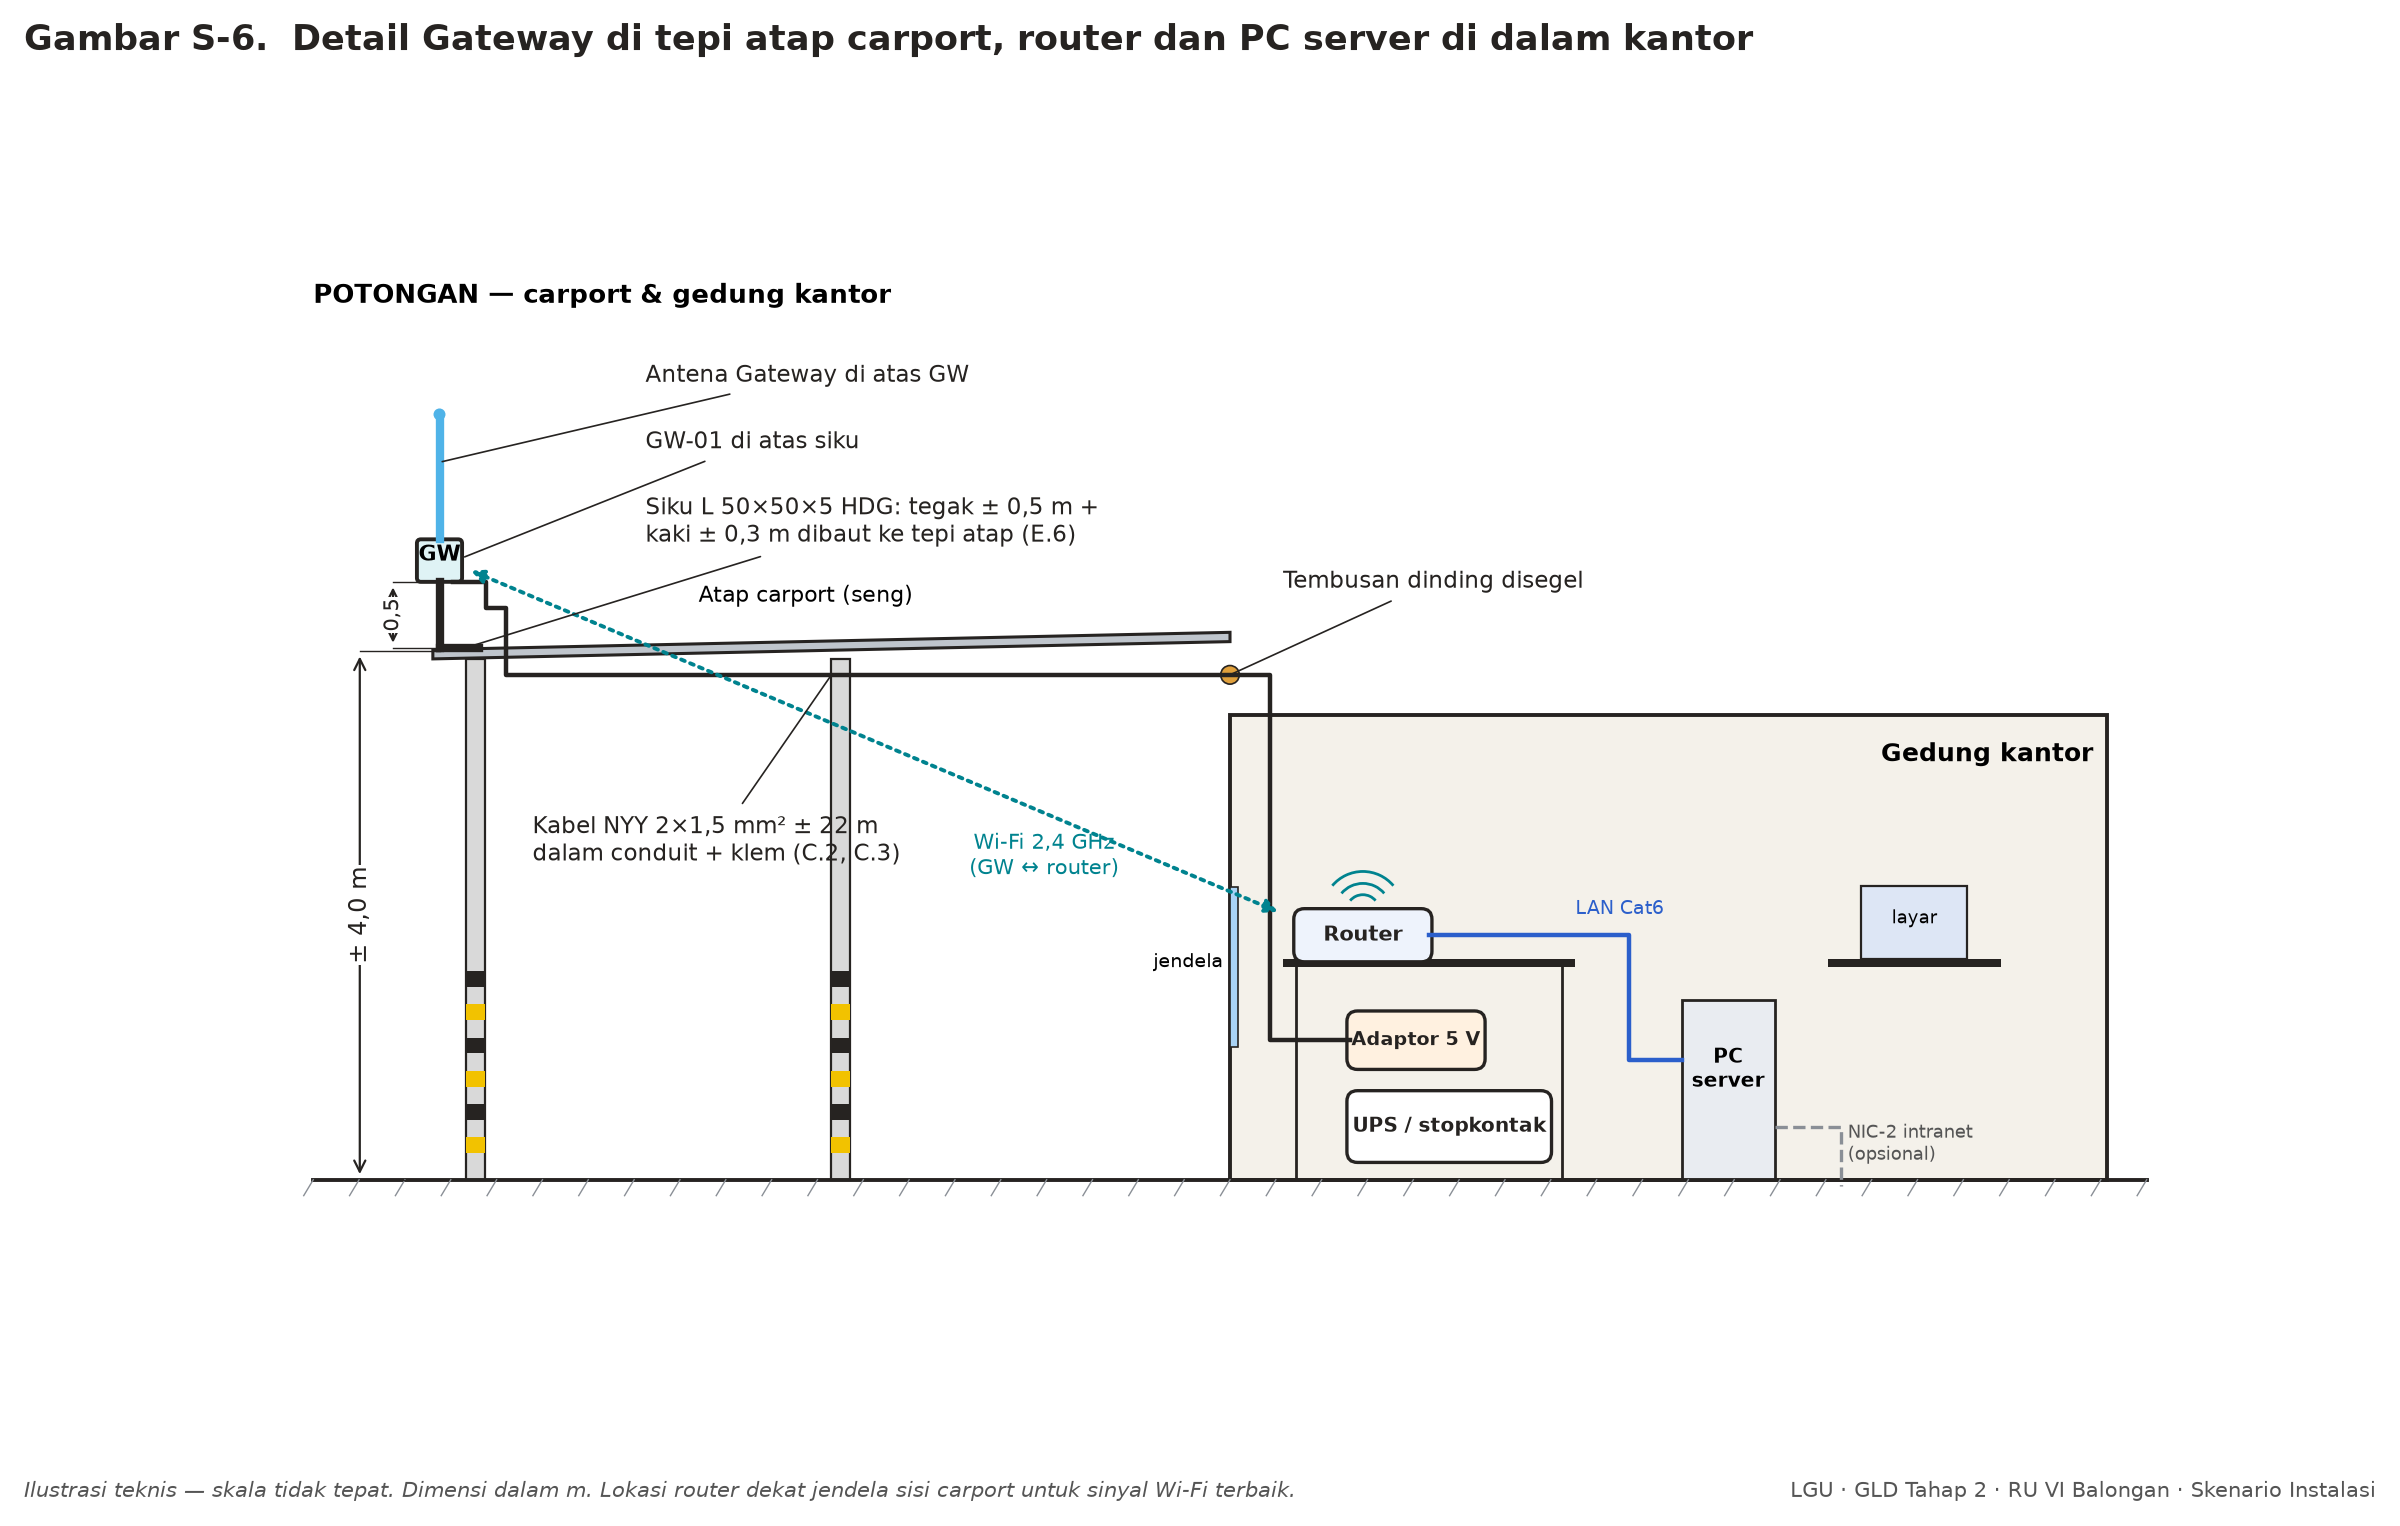 Gambar S-6.  Detail Gateway di tepi atap carport, router dan PC server di dalam kantor
POTONGAN — carport & gedung kantor
Antena Gateway di atas GW
GW-01 di atas siku
Siku L 50×50×5 HDG: tegak ± 0,5 m +
kaki ± 0,3 m dibaut ke tepi atap (E.6)
GW
0,5
Atap carport (seng)
Tembusan dinding disegel
± 4,0 m
Gedung kantor
Kabel NYY 2×1,5 mm² ± 22 m
dalam conduit + klem (C.2, C.3)
Wi-Fi 2,4 GHz
(GW ↔ router)
jendela
Router
LAN Cat6
layar
Adaptor 5 V
PC
server
UPS / stopkontak
NIC-2 intranet
(opsional)
Ilustrasi teknis — skala tidak tepat. Dimensi dalam m. Lokasi router dekat jendela sisi carport untuk sinyal Wi-Fi terbaik.
LGU · GLD Tahap 2 · RU VI Balongan · Skenario Instalasi